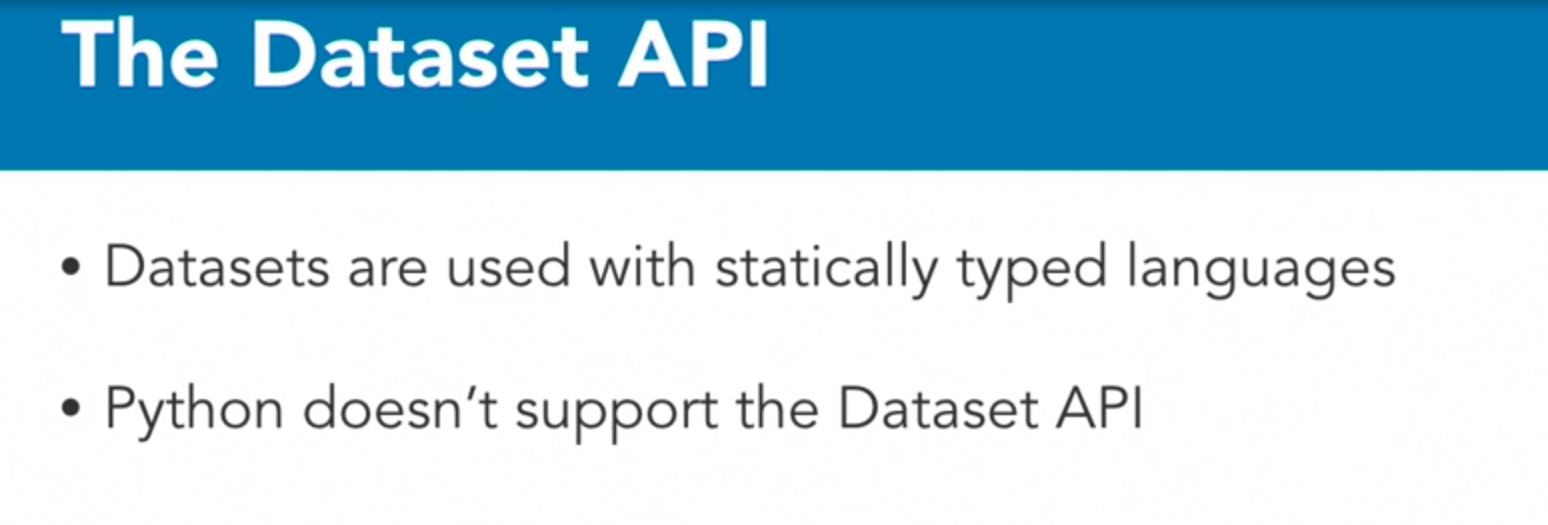 The Dataset API
• Datasets are used with statically typed languages
• Python doesn’t support the Dataset API